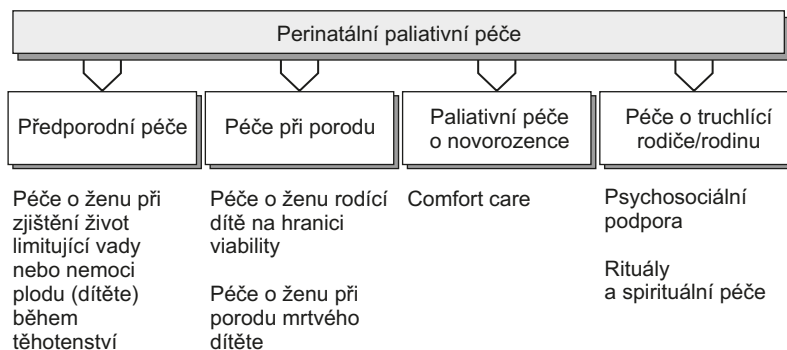 Perinatální paliativní péče
Předporodní péče
Péče při porodu
Paliativní péče
o novorozence
Péče o truchlící
rodiče/rodinu
Péče o ženu při
zjištění život
limitující vady
nebo nemoci
plodu (dítěte)
během
těhotenství
Péče o ženu rodící
dítě na hranici
viability
Péče o ženu při
porodu mrtvého
dítěte
Comfort care
Psychosociální
podpora
Rituály
a spirituální péče